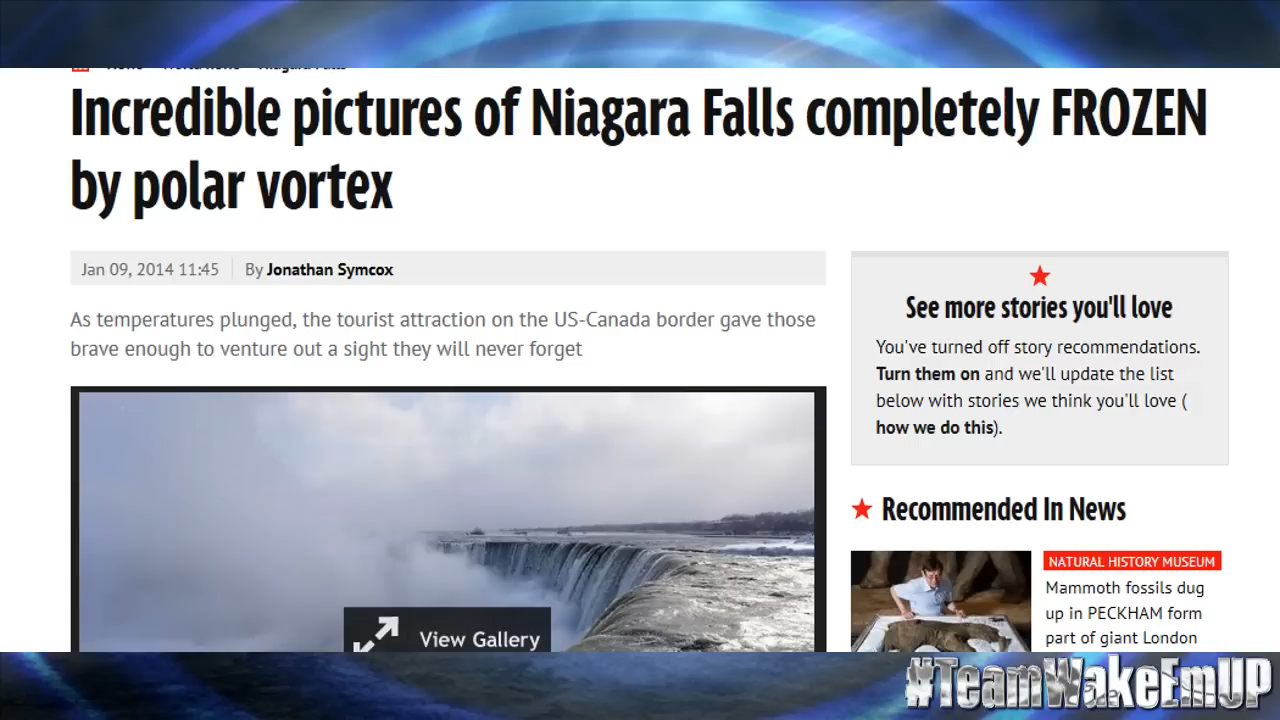 Incredible pictures of Niagara Falls completely FROZEN
by polar vortex
Jan 09, 2014 11:45
By Jonathan Symcox
As temperatures plunged, the tourist attraction on the US-Canada border gave those
brave enough to venture out a sight they will never forget
View Gallery
See more stories you'll love
You've turned off story recommendations.
Turn them on and we'll update the list
below with stories we think you'll love (
how we do this).
Recommended In News
NATURAL HISTORY MUSEUM
Mammoth fossils dug
up in PECKHAM form
part of giant London
#TeamWakeEmUP